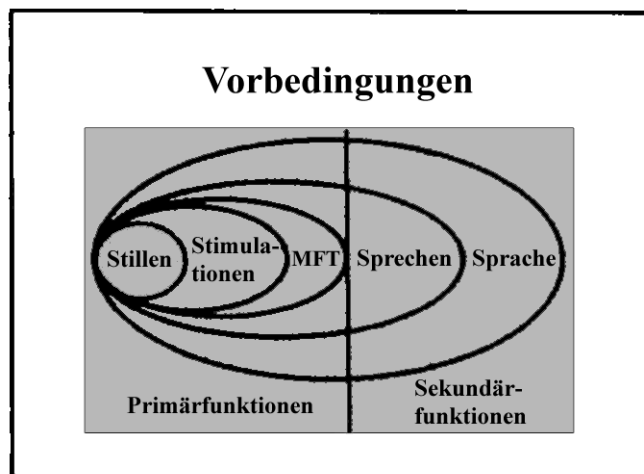 Vorbedingungen
Stillen
Stimula-
tionen
MFT
Sprechen
Sprache
Primärfunktionen
Sekundär-
funktionen